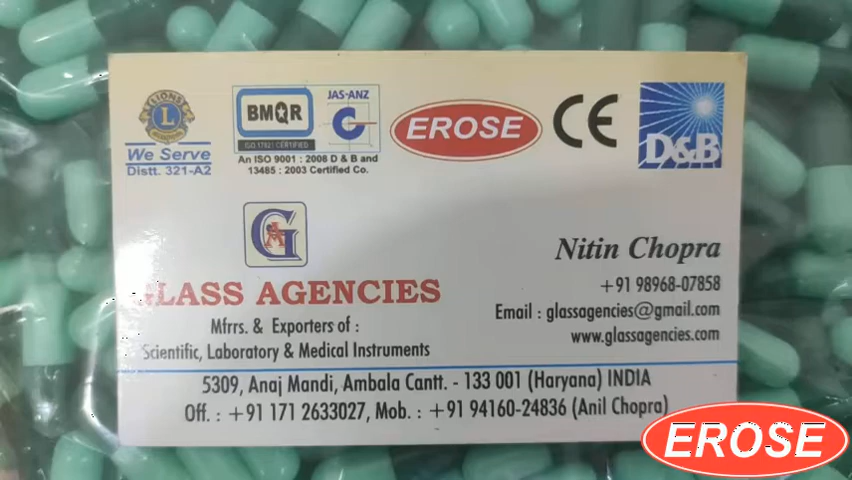 LIONS
L
We Serve
Distt. 321-A2
BMQR
CERTIFIED
JAS-ANZ
An ISO 9001 : 2008 D & B and
13485 : 2003 Certified Co.
EROSE
CE
D&B
GA
Nitin Chopra
+91 98968-07858
Email : glassagencies@gmail.com
www.glassagencies.com
GLASS AGENCIES
Mfrrs. & Exporters of :
Scientific, Laboratory & Medical Instruments
5309, Anaj Mandi, Ambala Cantt. - 133 001 (Haryana) INDIA
Off. : +91 171 2633027, Mob. : +91 94160-24836 (Anil Chopra)
EROSE